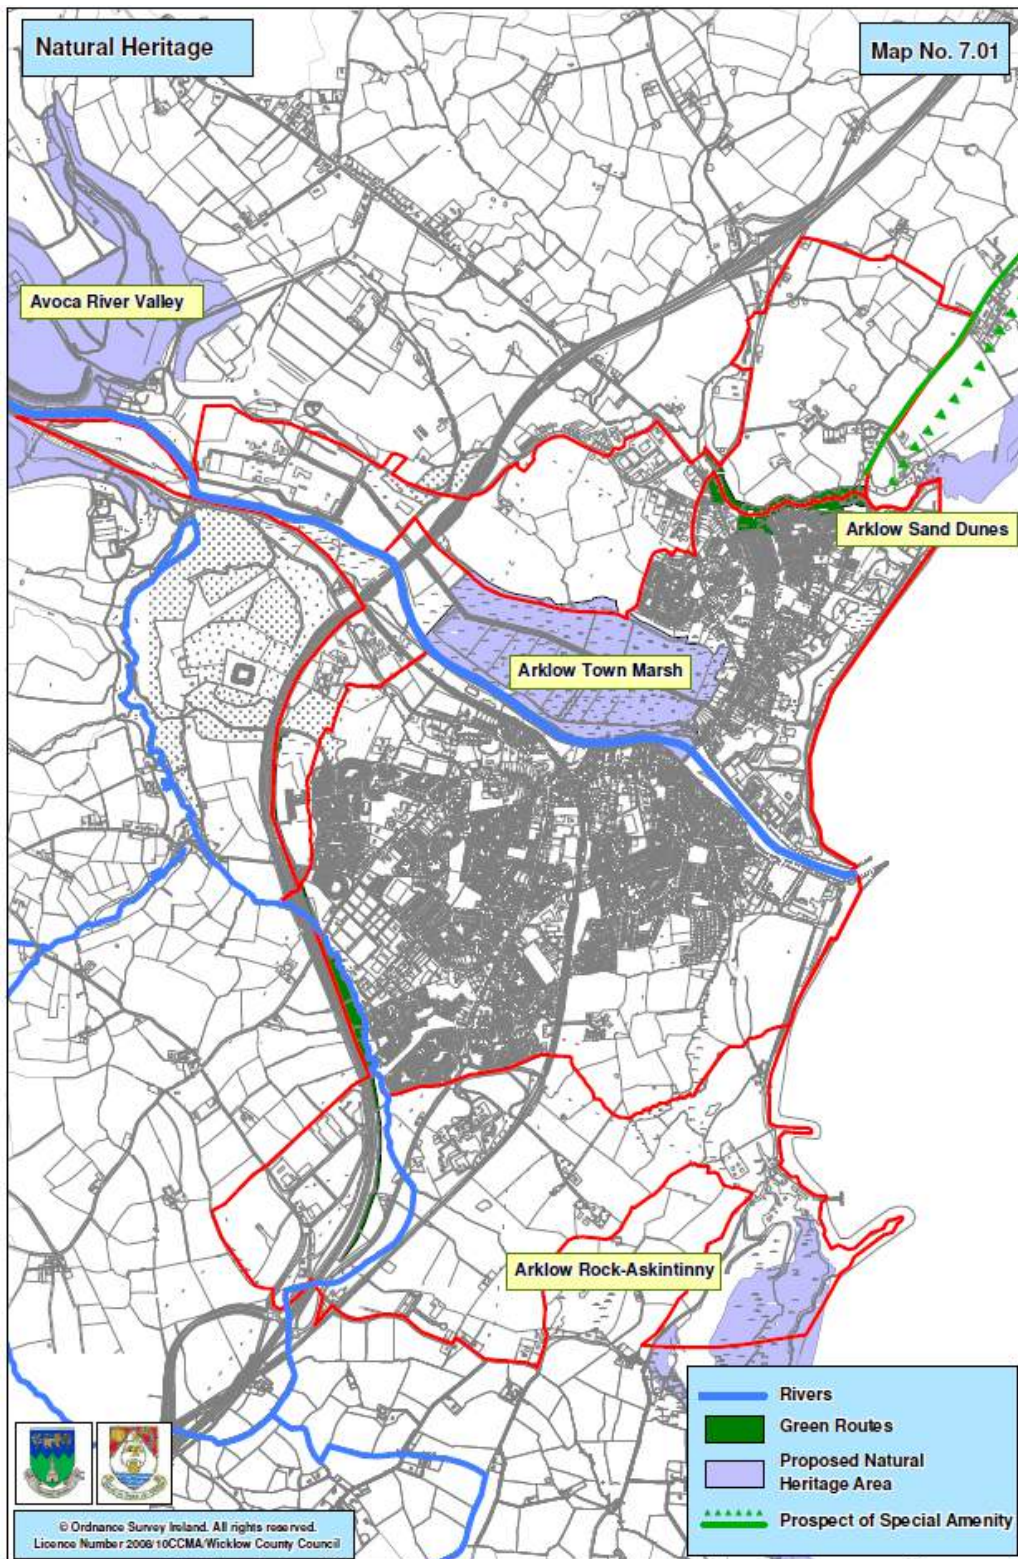 Natural Heritage
Map No. 7.01
Avoca River Valley
Arklow Sand Dunes
Arklow Town Marsh
Arklow Rock-Askintinny
Rivers
Green Routes
Proposed Natural
Heritage Area
Prospect of Special Amenity
© Ordnance Survey Ireland. All rights reserved.
Licence Number 2008/10CCMA/Wicklow County Council